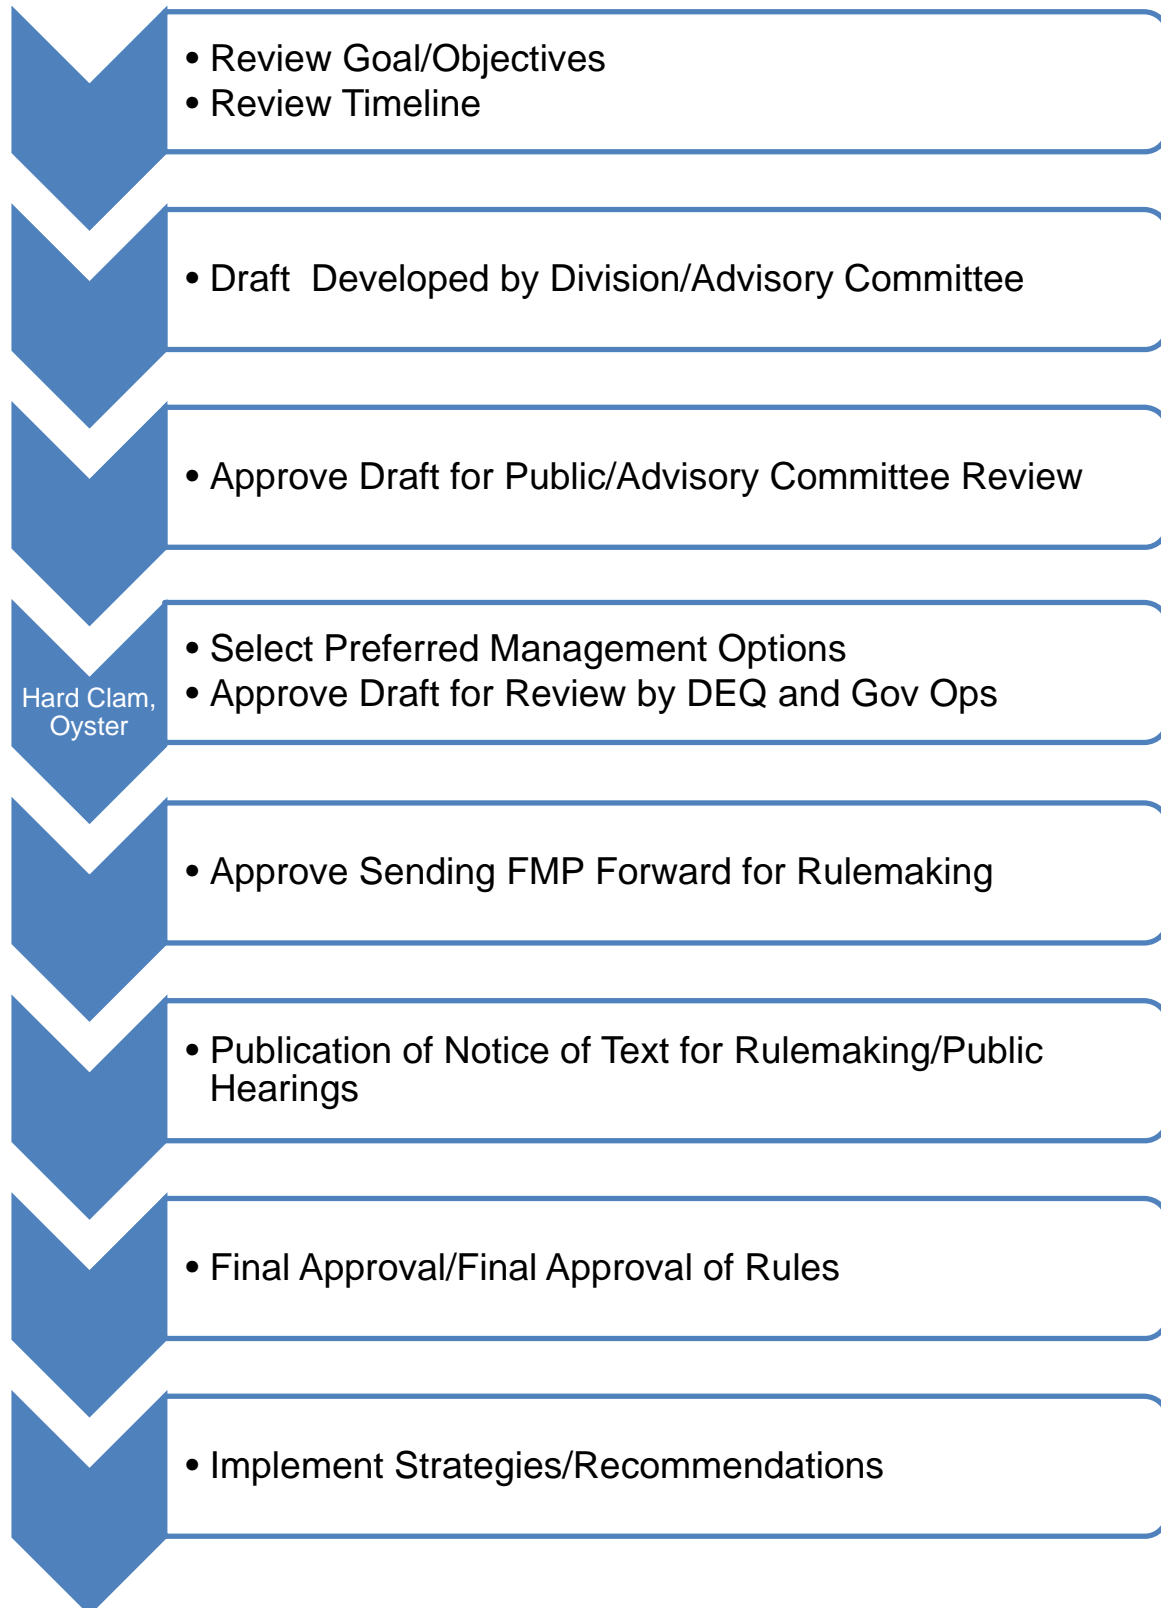 • Review Goal/Objectives
• Review Timeline
• Draft  Developed by Division/Advisory Committee
• Approve Draft for Public/Advisory Committee Review
Hard Clam,
Oyster
• Select Preferred Management Options
• Approve Draft for Review by DEQ and Gov Ops
• Approve Sending FMP Forward for Rulemaking
• Publication of Notice of Text for Rulemaking/Public
Hearings
• Final Approval/Final Approval of Rules
• Implement Strategies/Recommendations